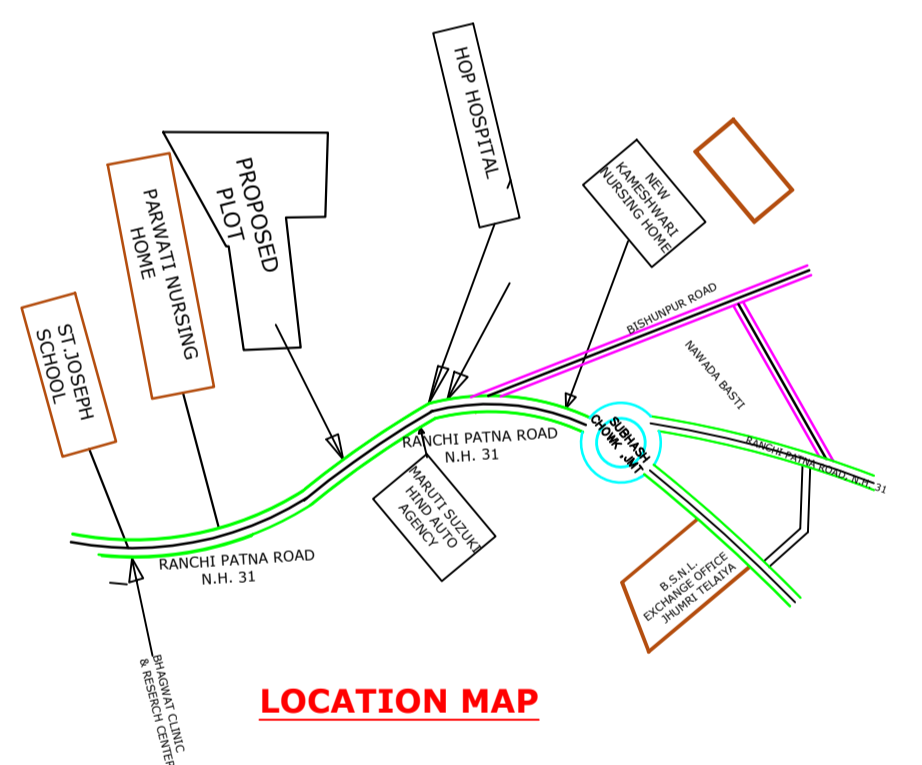 HOP HOSPITAL
PROPOSED
PLOT
NEW
KAMESHWARI
NURSING HOME
PARWATI NURSING
HOME
ST.JOSEPH
SCHOOL
BISHUNPUR ROAD
NAWADA BASTI
SUBHASH
CHOWK ,JMT
RANCHI PATNA ROAD
N.H. 31
RANCHI PATNA ROAD, N.H. 31
MARUTI SUZUKI
HIND AUTO
AGENCY
RANCHI PATNA ROAD
N.H. 31
B.S.N.L.
EXCHANGE OFFICE
JHUMRI TELAIYA
BHAGWAT CLINIC
& RESERCH CENTER
LOCATION MAP